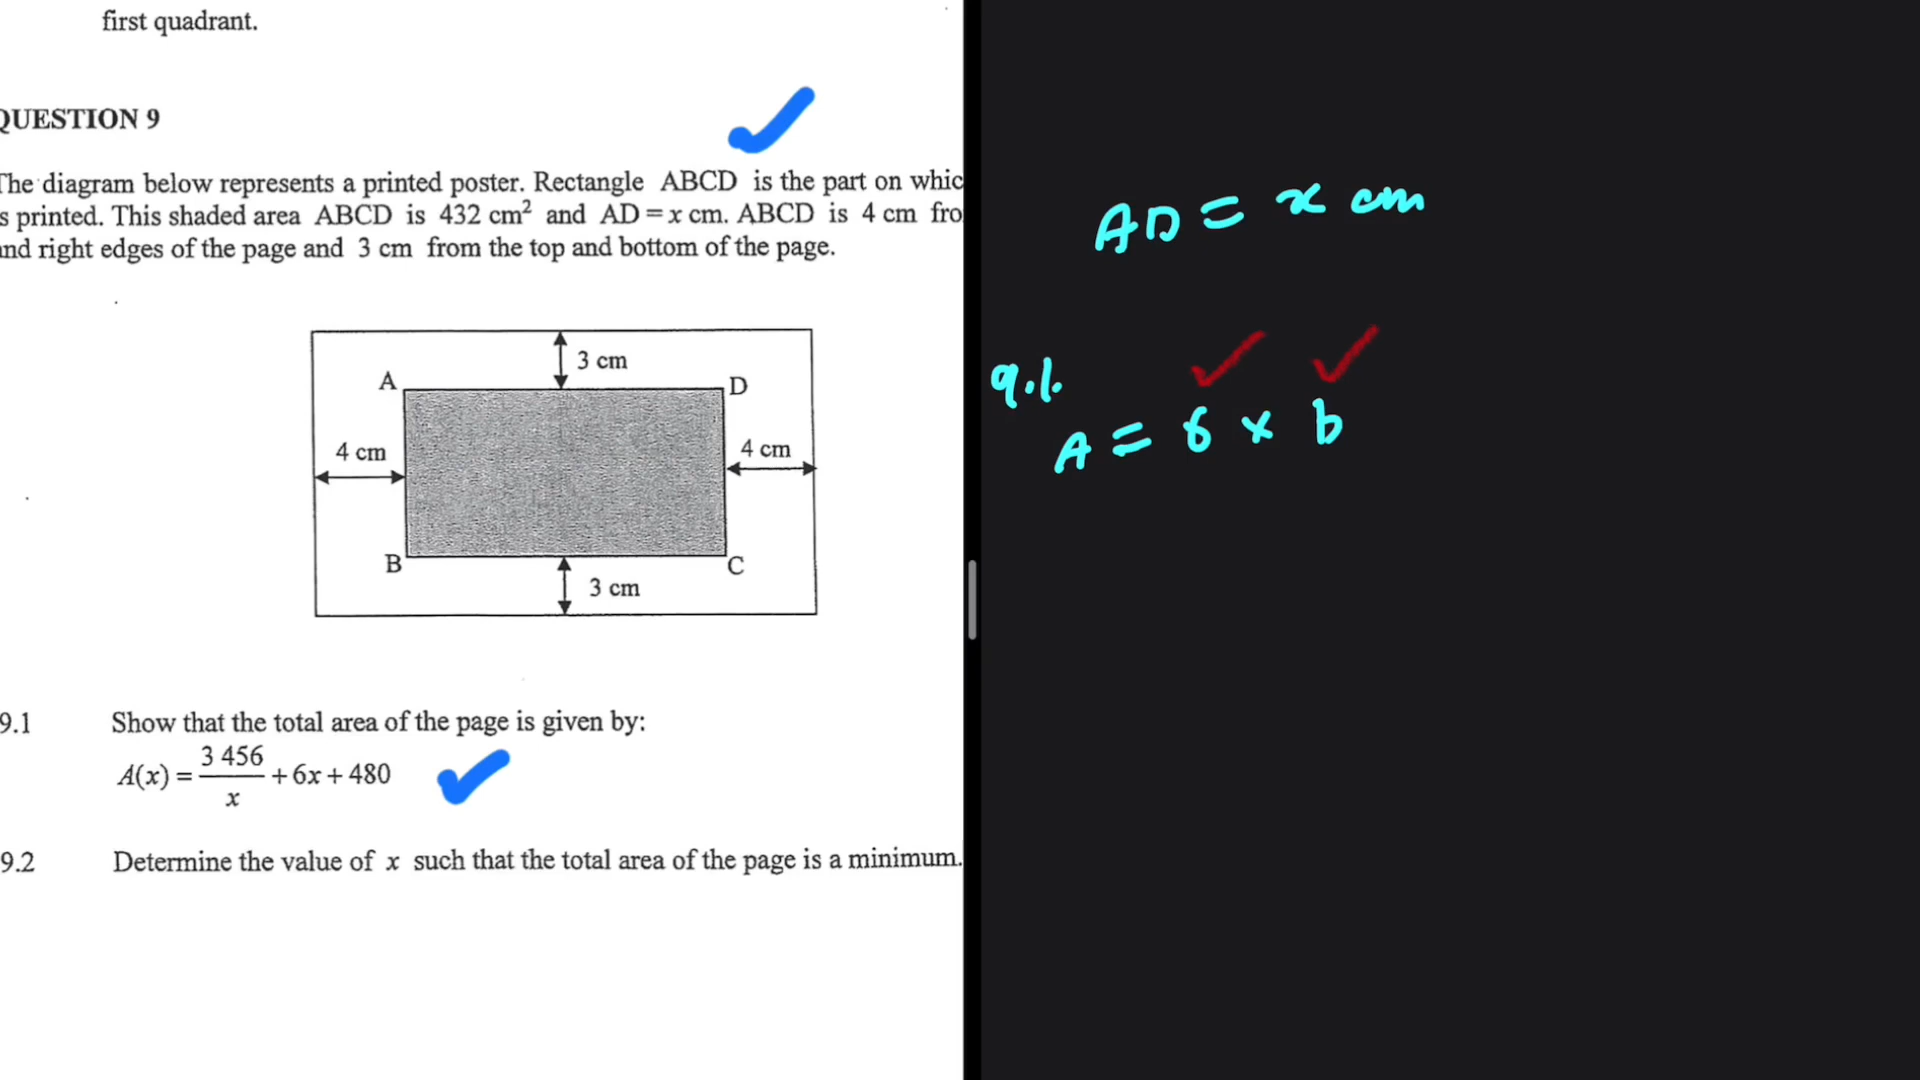 first quadrant.
QUESTION 9
The diagram below represents a printed poster. Rectangle ABCD is the part on whic
s printed. This shaded area ABCD is 432 cm² and AD = x cm. ABCD is 4 cm fro
and right edges of the page and 3 cm from the top and bottom of the page.
3 cm
A
D
4 cm
4 cm
B
C
3 cm
9.1 Show that the total area of the page is given by:
A(x) = 3 456/x + 6x + 480
9.2 Determine the value of x such that the total area of the page is a minimum.
AD = x cm
9.1.
A = l × b